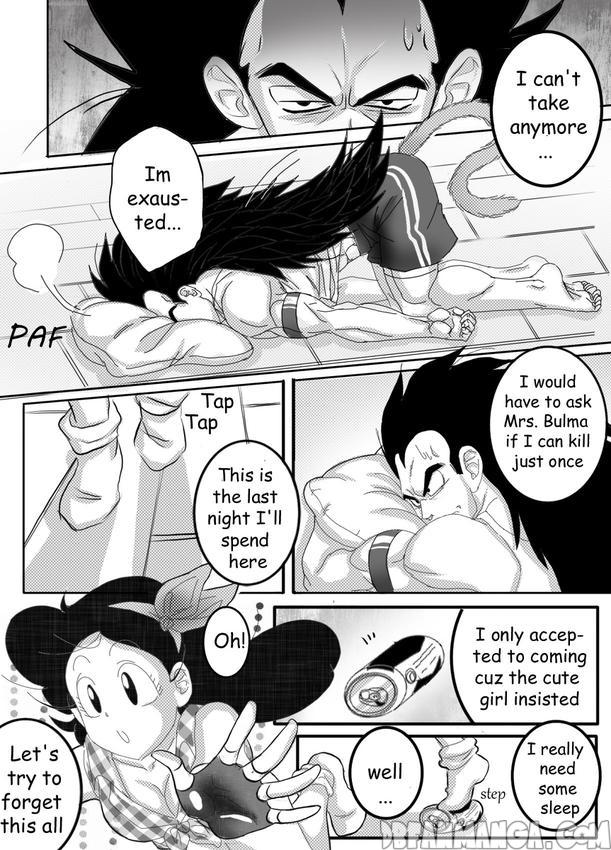 I can't
take
anymore
...
Im
exaus-
ted...
PAF
I would
have to ask
Mrs. Bulma
if I can kill
just once
Tap
Tap
This is
the last
night I'll
spend
here
Oh!
I only accep-
ted to coming
cuz the cute
girl insisted
Let's
try to
forget
this all
well
...
step
I really
need
some
sleep
DBFANMANGA.COM